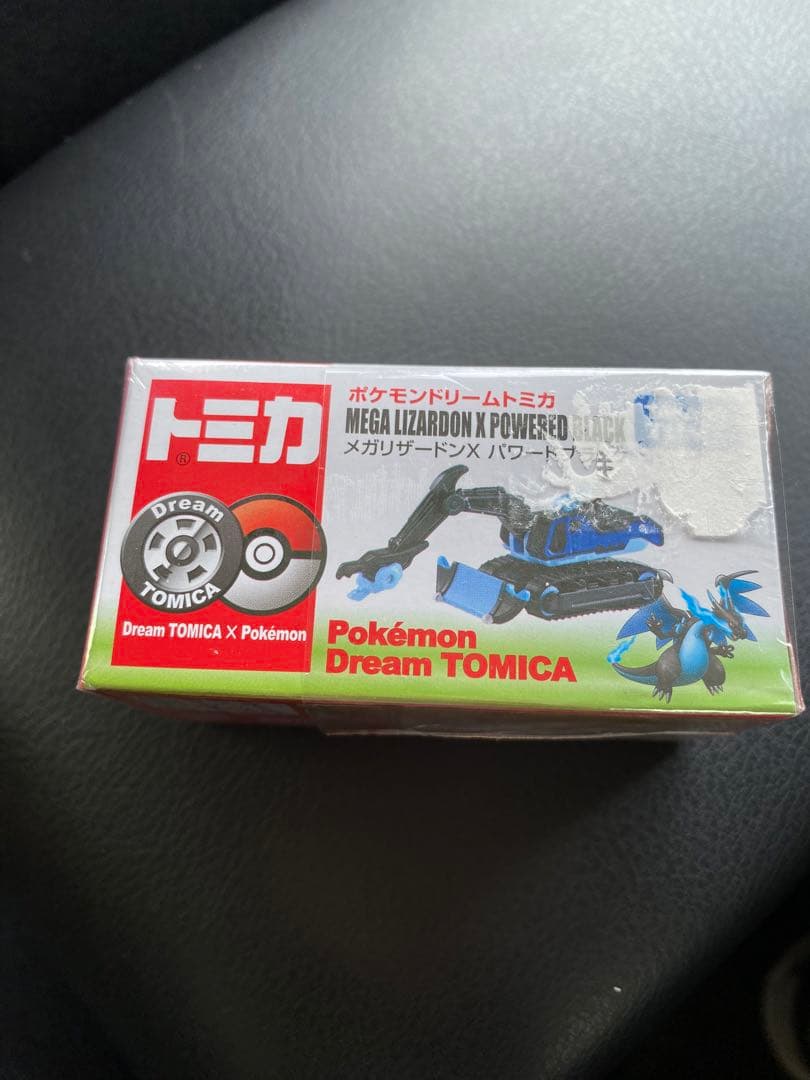 トミカ
®
Dream
TOMICA
Dream TOMICA X Pokémon
ポケモンドリームトミカ
MEGA LIZARDON X POWERED BLACK
メガリザードンX パワード
Pokémon
Dream TOMICA